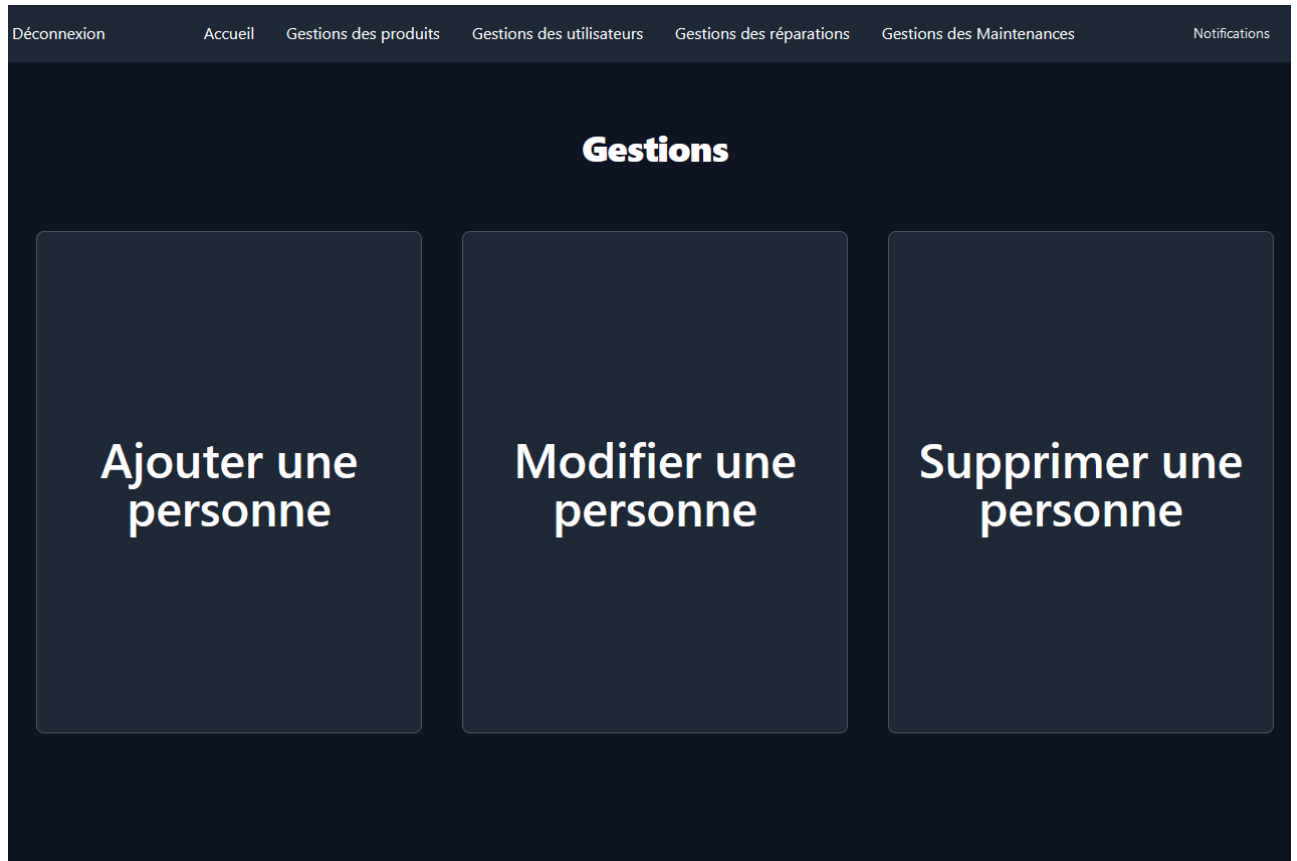 Déconnexion Accueil Gestions des produits Gestions des utilisateurs Gestions des réparations Gestions des Maintenances Notifications
Gestions
Ajouter une
personne
Modifier une
personne
Supprimer une
personne